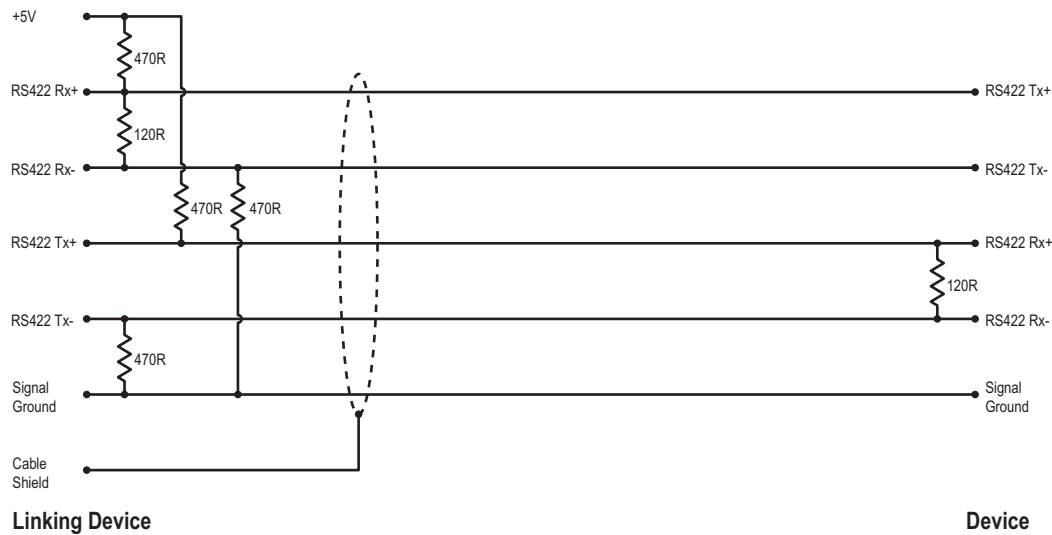 +5V
470R
RS422 Rx+
RS422 Tx+
120R
RS422 Rx-
RS422 Tx-
470R
470R
RS422 Tx+
RS422 Rx+
120R
RS422 Tx-
RS422 Rx-
470R
Signal
Ground
Signal
Ground
Cable
Shield
Linking Device
Device